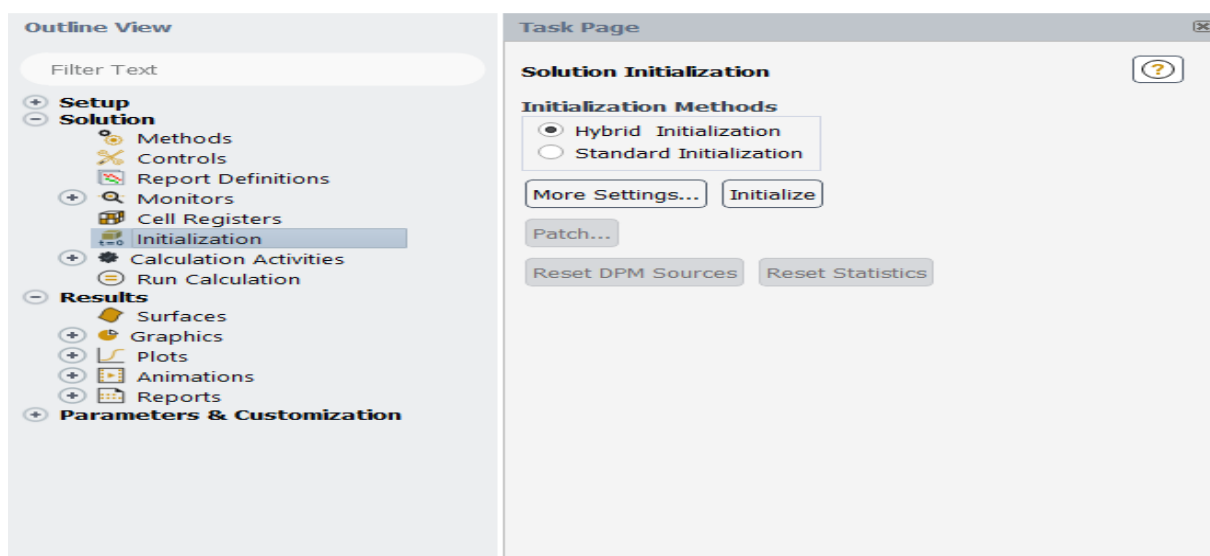 Outline View
Filter Text
Setup
Solution
Methods
Controls
Report Definitions
Monitors
Cell Registers
t=0 Initialization
Calculation Activities
Run Calculation
Results
Surfaces
Graphics
Plots
Animations
Reports
Parameters & Customization
Task Page
Solution Initialization
?
Initialization Methods
Hybrid Initialization
Standard Initialization
More Settings... Initialize
Patch...
Reset DPM Sources Reset Statistics